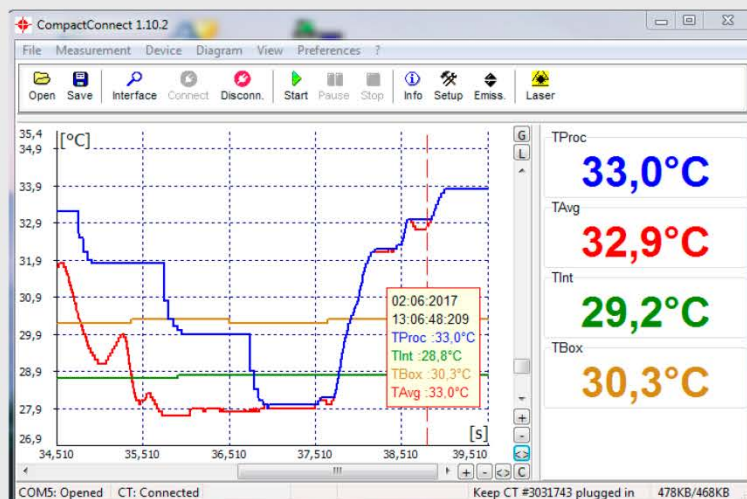 CompactConnect 1.10.2
File Measurement Device Diagram View Preferences ?
Open Save Interface Connect Disconn. Start Pause Stop Info Setup Emiss. Laser
35,4 [°C]
34,9
33,9
32,9
31,9
30,9
29,9
28,9
27,9
26,9
[s]
34,510 35,510 36,510 37,510 38,510 39,510
02:06:2017
13:06:48:209
TProc :33,0°C
TInt :28,8°C
TBox :30,3°C
TAvg :33,0°C
G
L
+
-
<>
+ - <> C
TProc
33,0°C
TAvg
32,9°C
TInt
29,2°C
TBox
30,3°C
COM5: Opened CT: Connected Keep CT #3031743 plugged in 478KB/468KB